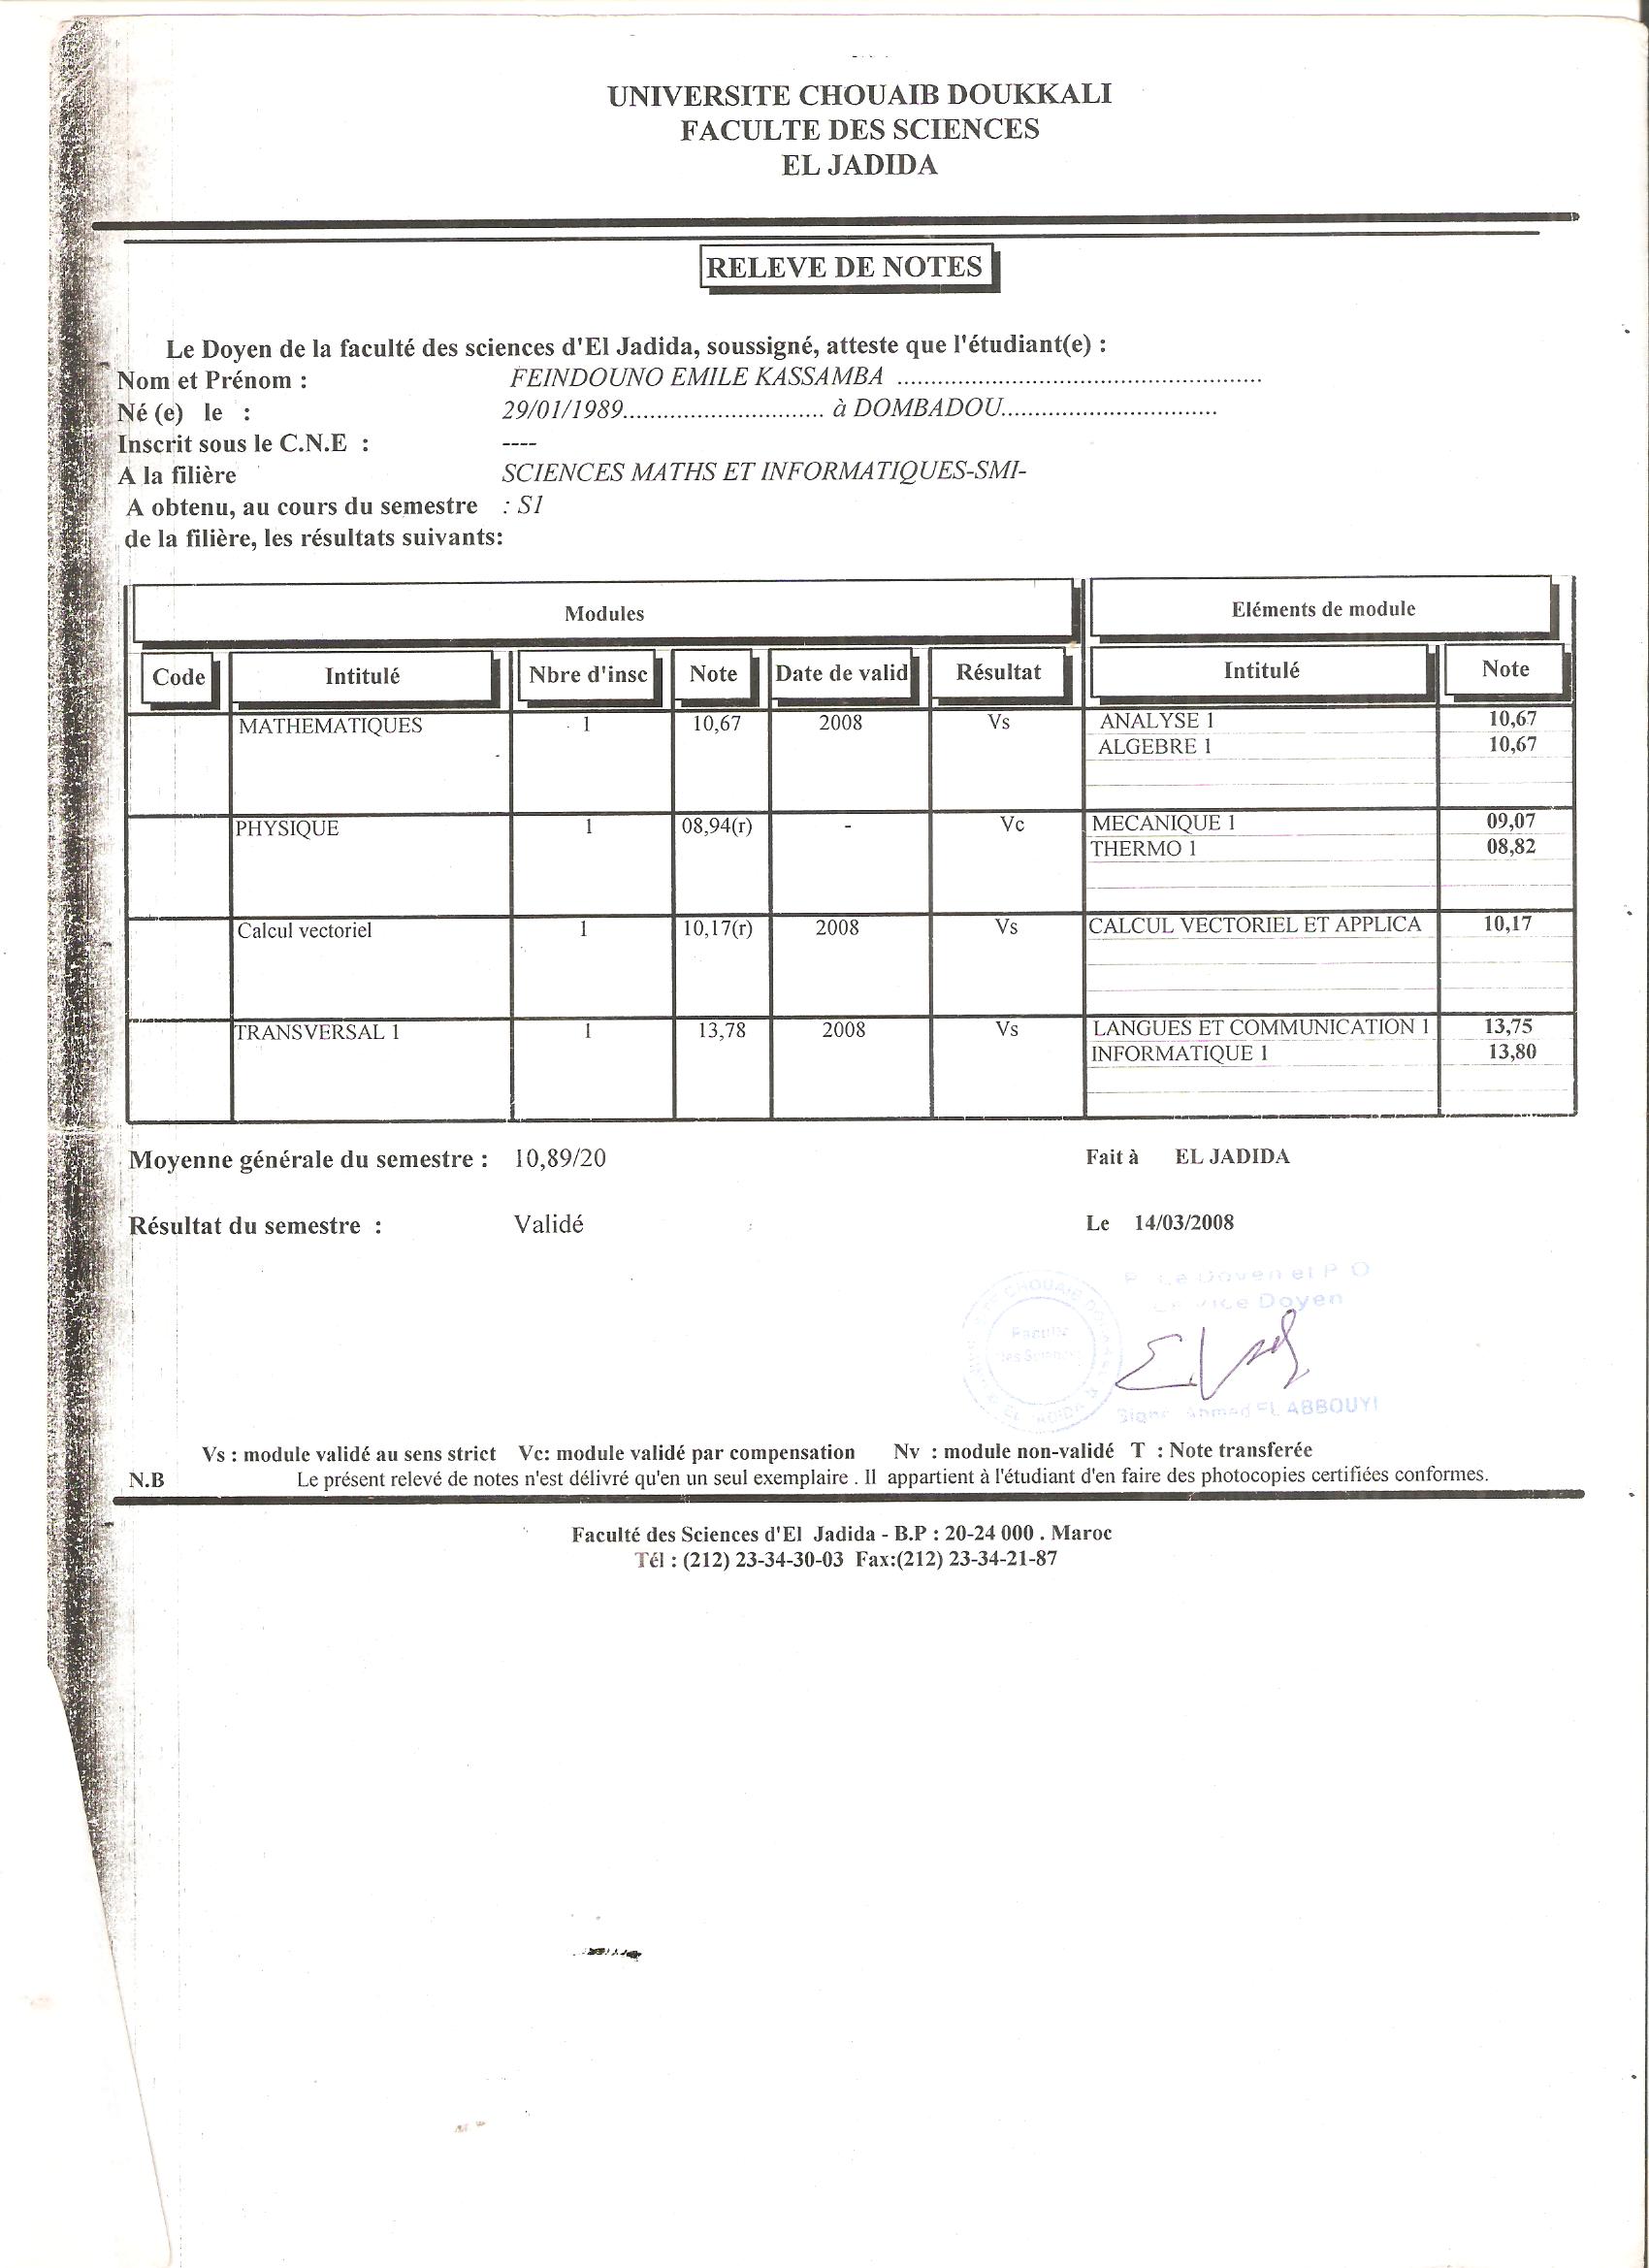 UNIVERSITE CHOUAIB DOUKKALI
FACULTE DES SCIENCES
EL JADIDA
RELEVE DE NOTES
Le Doyen de la faculté des sciences d'El Jadida, soussigné, atteste que l'étudiant(e) :
Nom et Prénom : FEINDOUNO EMILE KASSAMBA ......................................................
Né (e) le : 29/01/1989.............................. à DOMBADOU................................
Inscrit sous le C.N.E : ----
A la filière SCIENCES MATHS ET INFORMATIQUES-SMI-
A obtenu, au cours du semestre : S1
de la filière, les résultats suivants:
Modules Eléments de module
Code Intitulé Nbre d'insc Note Date de valid Résultat Intitulé Note
MATHEMATIQUES 1 10,67 2008 Vs ANALYSE 1 10,67
ALGEBRE 1 10,67
PHYSIQUE 1 08,94(r) - Vc MECANIQUE 1 09,07
THERMO 1 08,82
Calcul vectoriel 1 10,17(r) 2008 Vs CALCUL VECTORIEL ET APPLICA 10,17
TRANSVERSAL 1 1 13,78 2008 Vs LANGUES ET COMMUNICATION 1 13,75
INFORMATIQUE 1 13,80
Moyenne générale du semestre : 10,89/20 Fait à EL JADIDA
Résultat du semestre : Validé Le 14/03/2008
Le Doyen et P O
Vice Doyen
CHOUAIB
Faculté
des Sciences
EL JADIDA
Signé Ahmed EL ABBOUYI
Vs : module validé au sens strict Vc: module validé par compensation Nv : module non-validé T : Note transferée
N.B Le présent relevé de notes n'est délivré qu'en un seul exemplaire . Il appartient à l'étudiant d'en faire des photocopies certifiées conformes.
Faculté des Sciences d'El Jadida - B.P : 20-24 000 . Maroc
Tél : (212) 23-34-30-03 Fax:(212) 23-34-21-87